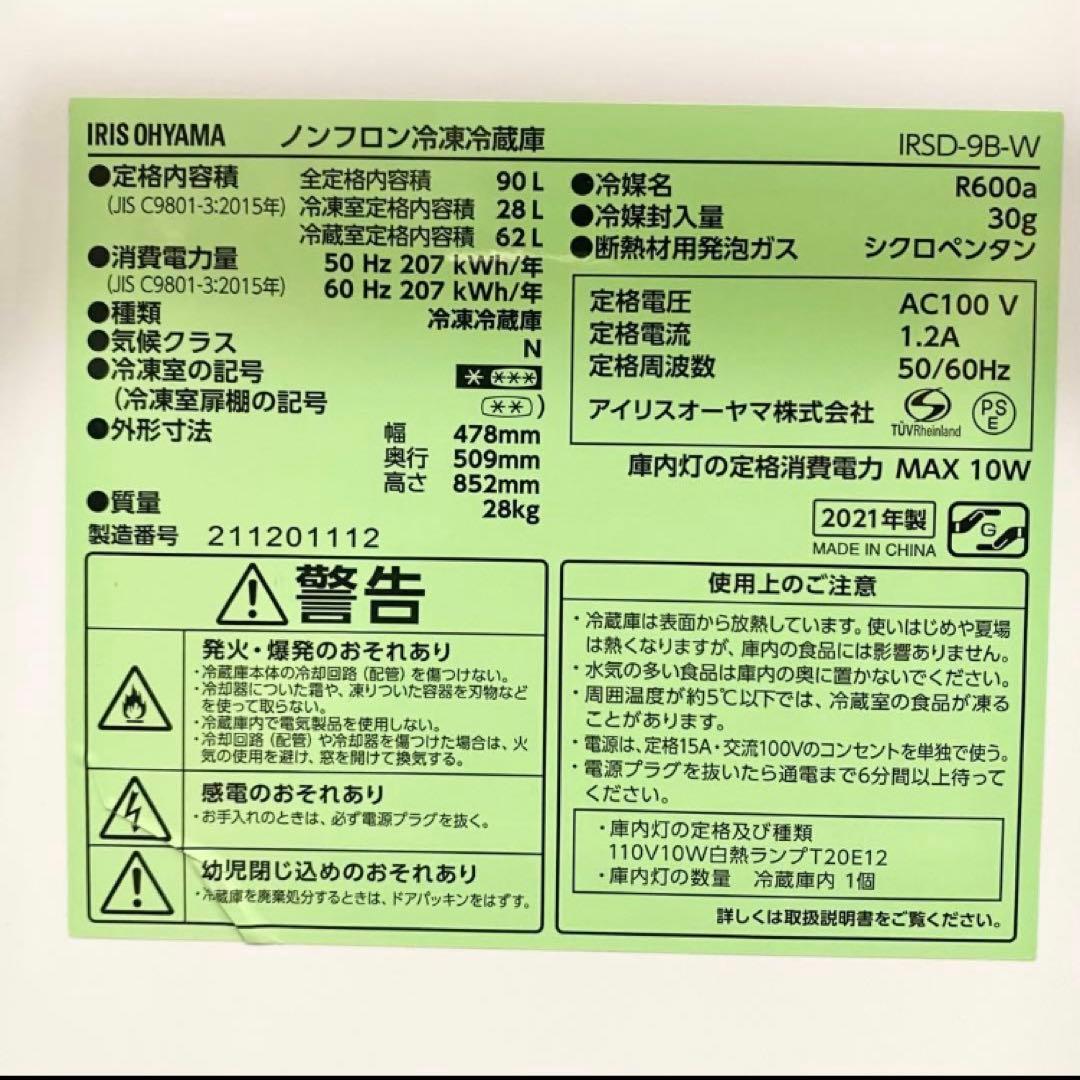 IRIS OHYAMA ノンフロン冷凍冷蔵庫 IRSD-9B-W
●定格内容積 全定格内容積 90 L
(JIS C9801-3:2015年) 冷凍室定格内容積 28 L
冷蔵室定格内容積 62 L
●消費電力量 50 Hz 207 kWh/年
(JIS C9801-3:2015年) 60 Hz 207 kWh/年
●種類 冷凍冷蔵庫
●気候クラス N
●冷凍室の記号 * ***
(冷凍室扉棚の記号 ** )
●外形寸法 幅 478mm
奥行 509mm
高さ 852mm
●質量 28kg
製造番号 211201112
●冷媒名 R600a
●冷媒封入量 30g
●断熱材用発泡ガス シクロペンタン
定格電圧 AC100 V
定格電流 1.2A
定格周波数 50/60Hz
アイリスオーヤマ株式会社 TÜVRheinland PSE
庫内灯の定格消費電力 MAX 10W
2021年製 G
MADE IN CHINA
警告
発火・爆発のおそれあり
・冷蔵庫本体の冷却回路(配管)を傷つけない。
・冷却器についた霜や、凍りついた容器を刃物など
を使って取らない。
・冷蔵庫内で電気製品を使用しない。
・冷却回路(配管)や冷却器を傷つけた場合は、火
気の使用を避け、窓を開けて換気する。
感電のおそれあり
・お手入れのときは、必ず電源プラグを抜く。
幼児閉じ込めのおそれあり
・冷蔵庫を廃棄処分するときは、ドアパッキンをはずす。
使用上のご注意
・冷蔵庫は表面から放熱しています。使いはじめや夏場
は熱くなりますが、庫内の食品には影響ありません。
・水気の多い食品は庫内の奥に置かないでください。
・周囲温度が約5℃以下では、冷蔵室の食品が凍る
ことがあります。
・電源は、定格15A・交流100Vのコンセントを単独で使う。
・電源プラグを抜いたら通電まで6分間以上待って
ください。
・庫内灯の定格及び種類
110V10W白熱ランプT20E12
・庫内灯の数量 冷蔵庫内 1個
詳しくは取扱説明書をご覧ください。